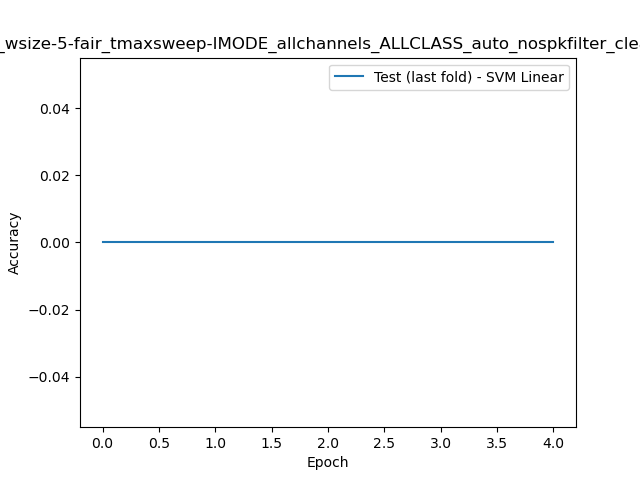 _wsize-5-fair_tmaxsweep-IMODE_allchannels_ALLCLASS_auto_nospkfilter_cle
Test (last fold) - SVM Linear
0.04
0.02
0.00
−0.02
−0.04
Accuracy
0.0 0.5 1.0 1.5 2.0 2.5 3.0 3.5 4.0
Epoch